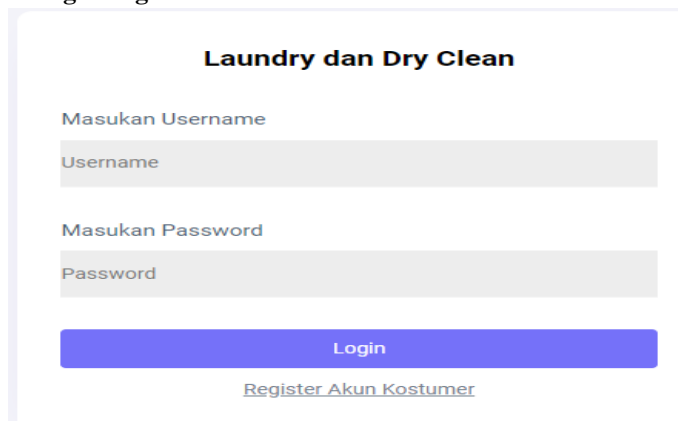 Laundry dan Dry Clean
Masukan Username
Username
Masukan Password
Password
Login
Register Akun Kostumer